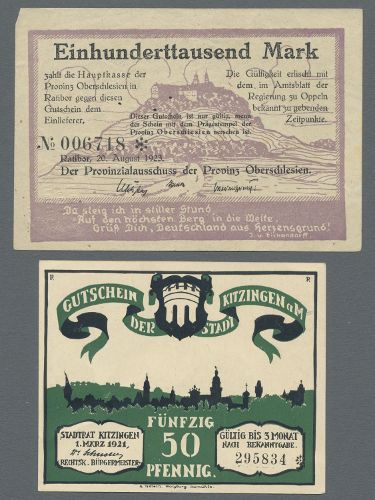 Einhunderttausend Mark
zahlt die Hauptkasse der
Provinz Oberschlesien in
Ratibor gegen diesen
Gutschein dem
Einlieferer.
Die Gültigkeit erlischt mit
dem, im Amtsblatt der
Regierung zu Oppeln
bekannt zu gebenden
Zeitpunkte.
Dieser Gutschein ist nur gültig, wenn
der Schein mit dem Prägestempel der
Provinz Oberschlesien versehen ist.
№ 006718 ✻
Ratibor, 20. August 1923.
Der Provinzialausschuss der Provinz Oberschlesien.
Da steig ich in stiller Stund
Auf den höchsten Berg in die Weite,
Grüß Dich, Deutschland aus Herzensgrund!
J. v. Eichendorff.
R R
GUTSCHEIN
DER STADT
KITZINGEN a/M
STADTRAT KITZINGEN
1. MÄRZ 1921.
RECHTSK. BÜRGERMEISTER
FÜNFZIG
50
PFENNIG.
GÜLTIG BIS 3 MONAT
NACH BEKANNTGABE.
295834 ✻